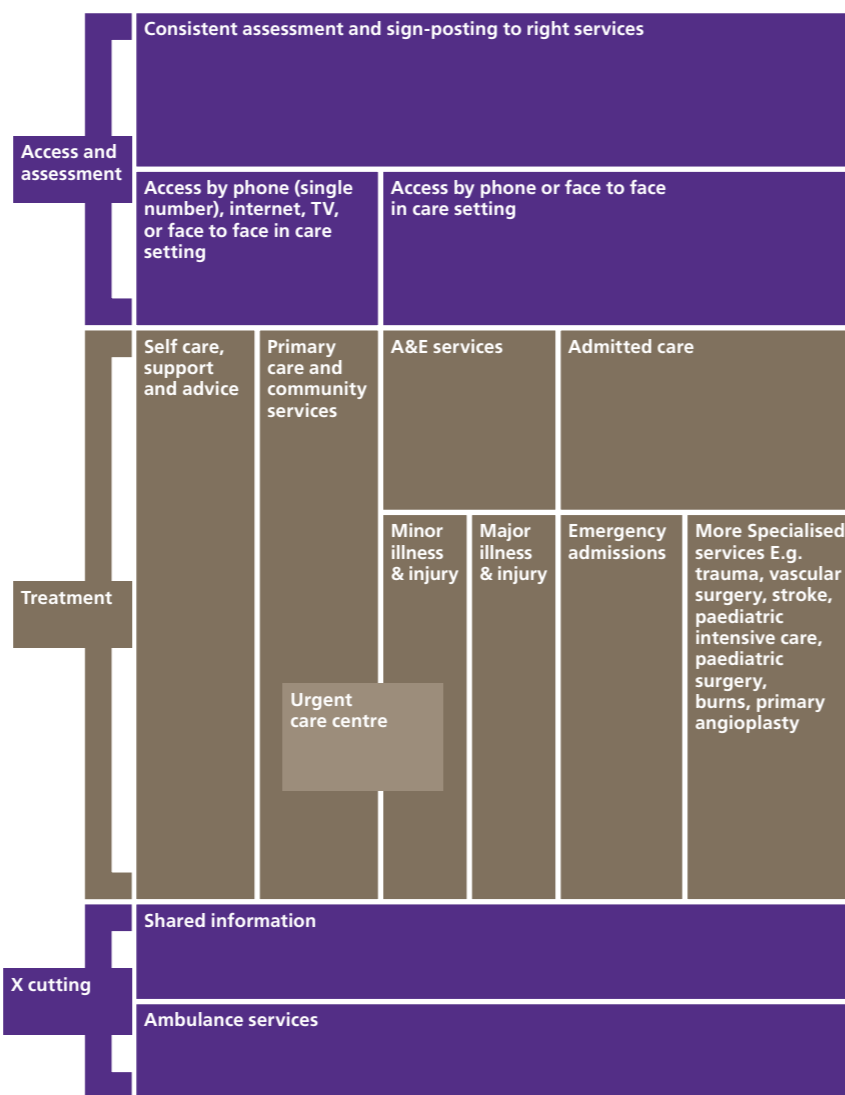 Consistent assessment and sign-posting to right services
Access and
assessment
Access by phone (single
number), internet, TV,
or face to face in care
setting
Access by phone or face to face
in care setting
Treatment
Self care,
support
and advice
Primary
care and
community
services
A&E services
Admitted care
Minor
illness
& injury
Major
illness
& injury
Emergency
admissions
More Specialised
services E.g.
trauma, vascular
surgery, stroke,
paediatric
intensive care,
paediatric
surgery,
burns, primary
angioplasty
Urgent
care centre
X cutting
Shared information
Ambulance services